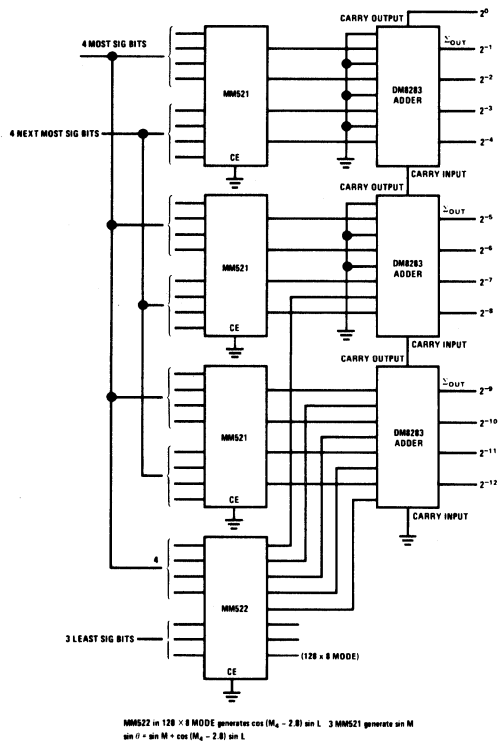 CARRY OUTPUT
2⁰
4 MOST SIG BITS
MM521
DM8283
ADDER
ΣOUT
2⁻¹
2⁻²
2⁻³
2⁻⁴
4 NEXT MOST SIG BITS
CE
CARRY INPUT
CARRY OUTPUT
MM521
DM8283
ADDER
ΣOUT
2⁻⁵
2⁻⁶
2⁻⁷
2⁻⁸
CE
CARRY INPUT
CARRY OUTPUT
MM521
DM8283
ADDER
ΣOUT
2⁻⁹
2⁻¹⁰
2⁻¹¹
2⁻¹²
CE
CARRY INPUT
4
MM522
3 LEAST SIG BITS
(128 x 8 MODE)
CE
MM522 in 128 × 8 MODE generates cos (M₄ − 2.8) sin L   3 MM521 generate sin M
sin θ = sin M + cos (M₄ − 2.8) sin L